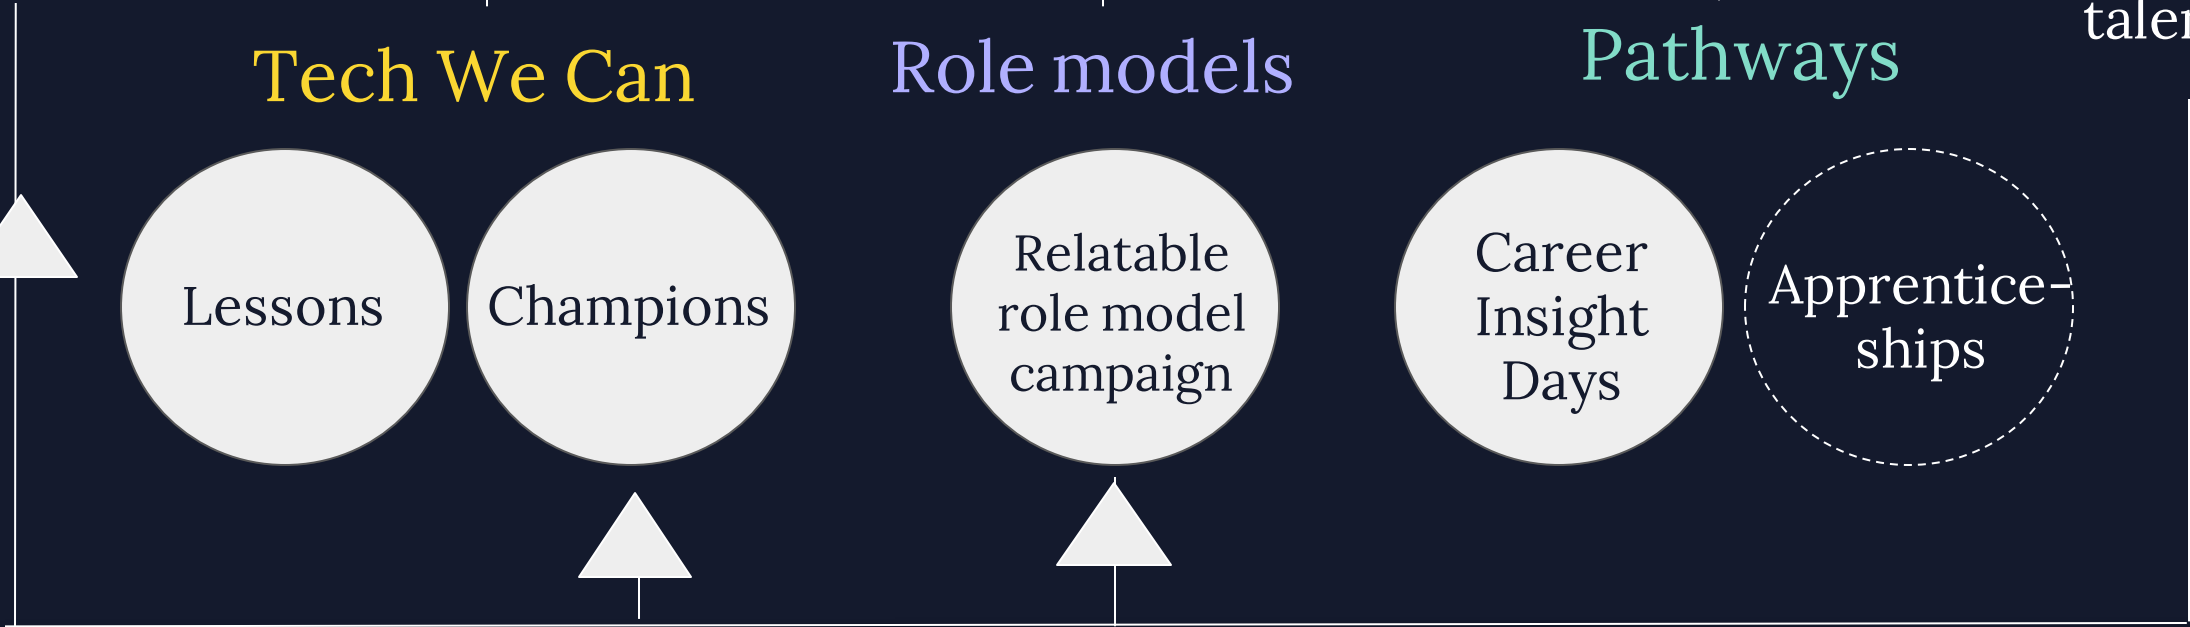 Tech We Can
Role models
Pathways
Lessons
Champions
Relatable
role model
campaign
Career
Insight
Days
Apprentice-
ships